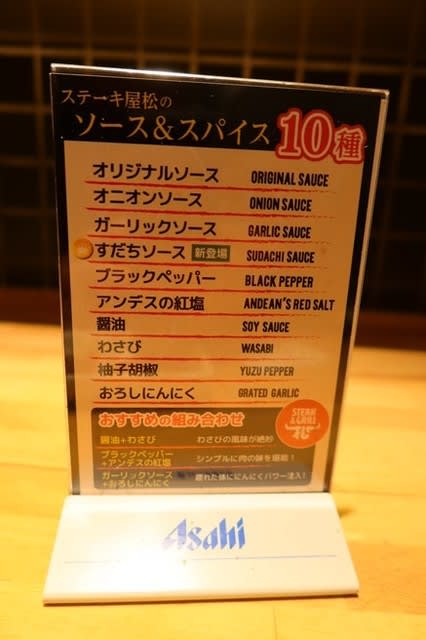 ステーキ屋松の
ソース&スパイス 10種
オリジナルソース ORIGINAL SAUCE
オニオンソース ONION SAUCE
ガーリックソース GARLIC SAUCE
すだちソース 新登場 SUDACHI SAUCE
ブラックペッパー BLACK PEPPER
アンデスの紅塩 ANDEAN'S RED SALT
醤油 SOY SAUCE
わさび WASABI
柚子胡椒 YUZU PEPPER
おろしにんにく GRATED GARLIC
おすすめの組み合わせ
醤油+わさび わさびの風味が絶妙
ブラックペッパー
+アンデスの紅塩 シンプルに肉の味を堪能!
ガーリックソース
+おろしにんにく 疲れた体ににんにくパワー注入!
STEAK
& GRILL
松
Asahi